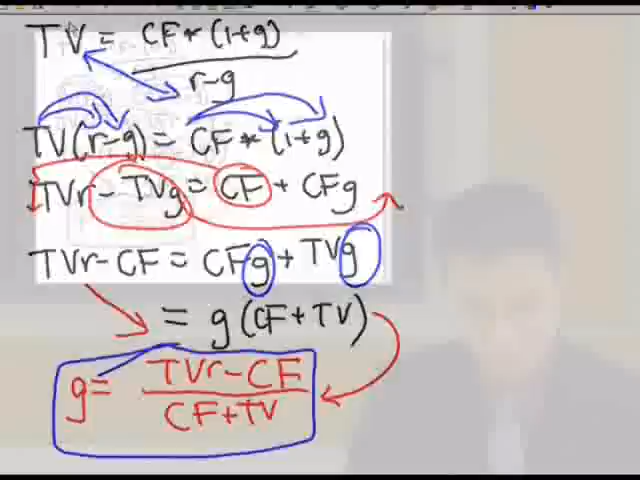 TV = CF * (1+g)
r-g
TV(r-g) = CF * (1+g)
TVr - TVg = CF + CFg
TVr - CF = CFg + TVg
= g(CF+TV)
g= TVr-CF
CF+TV